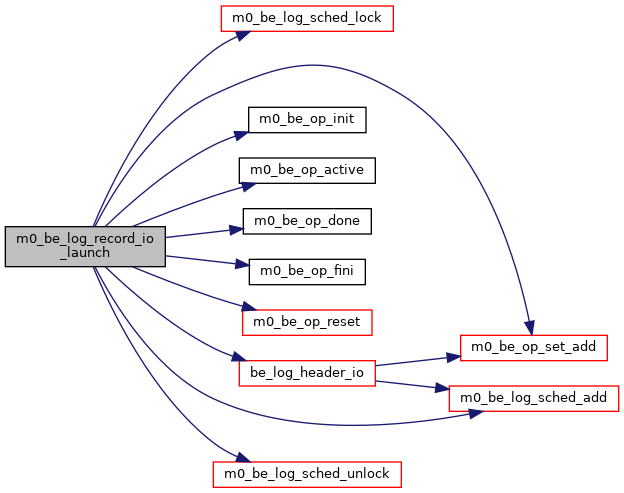 m0_be_log_sched_lock
m0_be_op_init
m0_be_op_active
m0_be_log_record_io
_launch
m0_be_op_done
m0_be_op_fini
m0_be_op_reset
m0_be_op_set_add
be_log_header_io
m0_be_log_sched_add
m0_be_log_sched_unlock